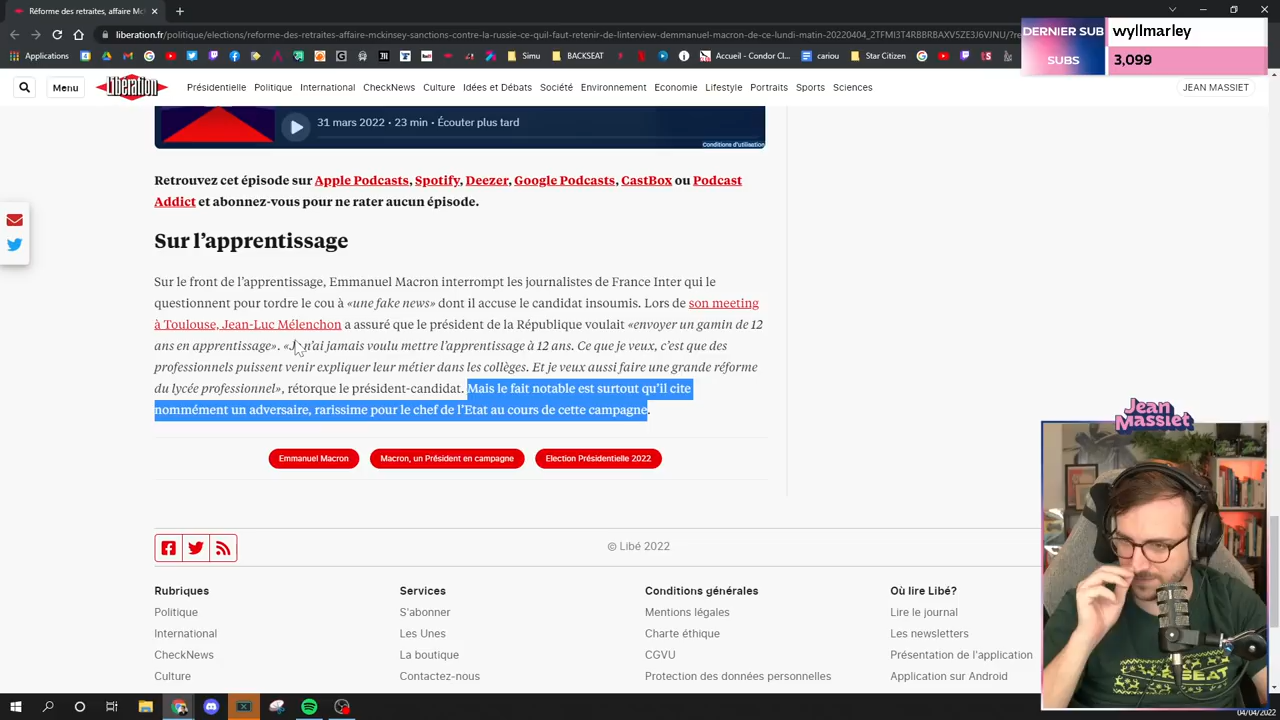 Réforme des retraites, affaire McK
liberation.fr/politique/elections/reforme-des-retraites-affaire-mckinsey-sanctions-contre-la-russie-ce-quil-faut-retenir-de-linterview-demmanuel-macron-de-ce-lundi-matin-20220404_2TFMI3T4RBBRBAXV5ZE3J6VJNU/?re
Applications
Simu
BACKSEAT
Accueil - Condor Cl...
cariou
Star Citizen
DERNIER SUB
wyllmarley
SUBS
3,099
Menu
Libération
Présidentielle
Politique
International
CheckNews
Culture
Idées et Débats
Société
Environnement
Economie
Lifestyle
Portraits
Sports
Sciences
JEAN MASSIET
31 mars 2022 • 23 min • Écouter plus tard
Conditions d'utilisation
Retrouvez cet épisode sur Apple Podcasts, Spotify, Deezer, Google Podcasts, CastBox ou Podcast
Addict et abonnez-vous pour ne rater aucun épisode.
Sur l’apprentissage
Sur le front de l’apprentissage, Emmanuel Macron interrompt les journalistes de France Inter qui le
questionnent pour tordre le cou à «une fake news» dont il accuse le candidat insoumis. Lors de son meeting
à Toulouse, Jean-Luc Mélenchon a assuré que le président de la République voulait «envoyer un gamin de 12
ans en apprentissage». «J n’ai jamais voulu mettre l’apprentissage à 12 ans. Ce que je veux, c’est que des
professionnels puissent venir expliquer leur métier dans les collèges. Et je veux aussi faire une grande réforme
du lycée professionnel», rétorque le président-candidat. Mais le fait notable est surtout qu’il cite
nommément un adversaire, rarissime pour le chef de l’Etat au cours de cette campagne.
Emmanuel Macron
Macron, un Président en campagne
Election Présidentielle 2022
Jean
Massiet
© Libé 2022
Rubriques
Services
Conditions générales
Où lire Libé?
Politique
S'abonner
Mentions légales
Lire le journal
International
Les Unes
Charte éthique
Les newsletters
CheckNews
La boutique
CGVU
Présentation de l'application
Culture
Contactez-nous
Protection des données personnelles
Application sur Android
04/04/2022